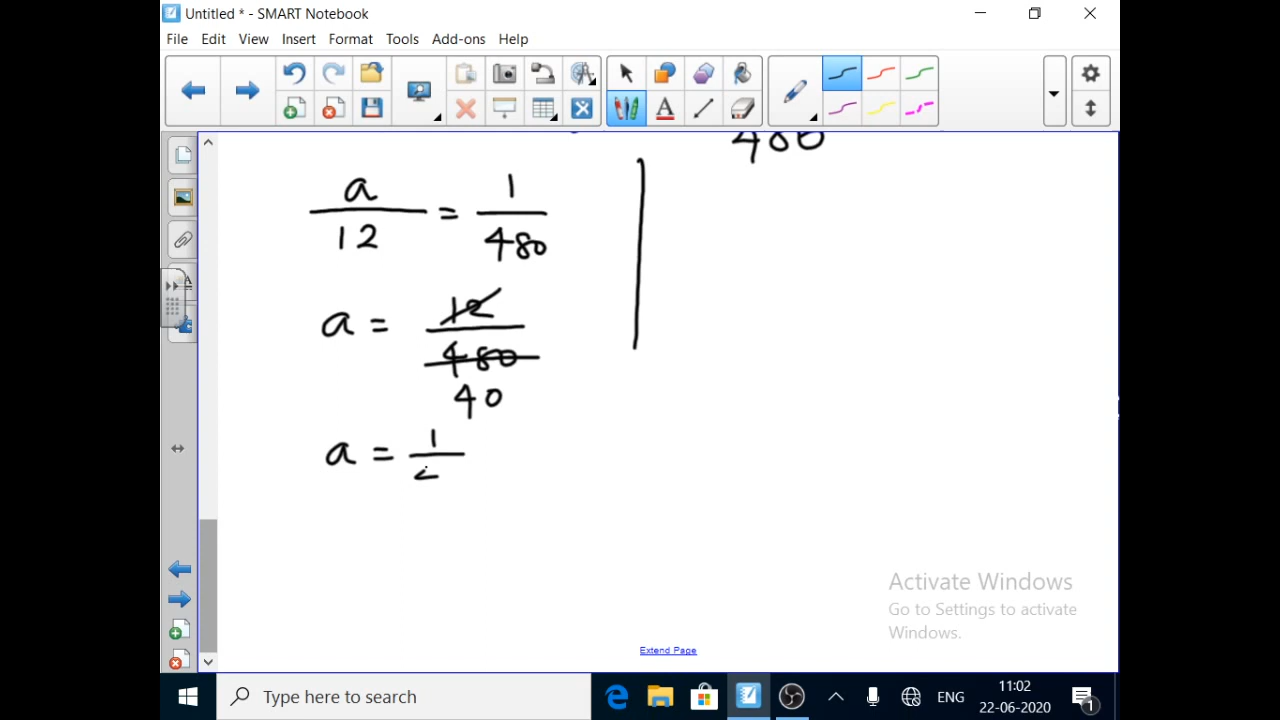 Untitled * - SMART Notebook
File Edit View Insert Format Tools Add-ons Help
480
a/12 = 1/480
a = 12/480
40
a = 1/
Activate Windows
Go to Settings to activate
Windows.
Extend Page
Type here to search
ENG
11:02
22-06-2020
1